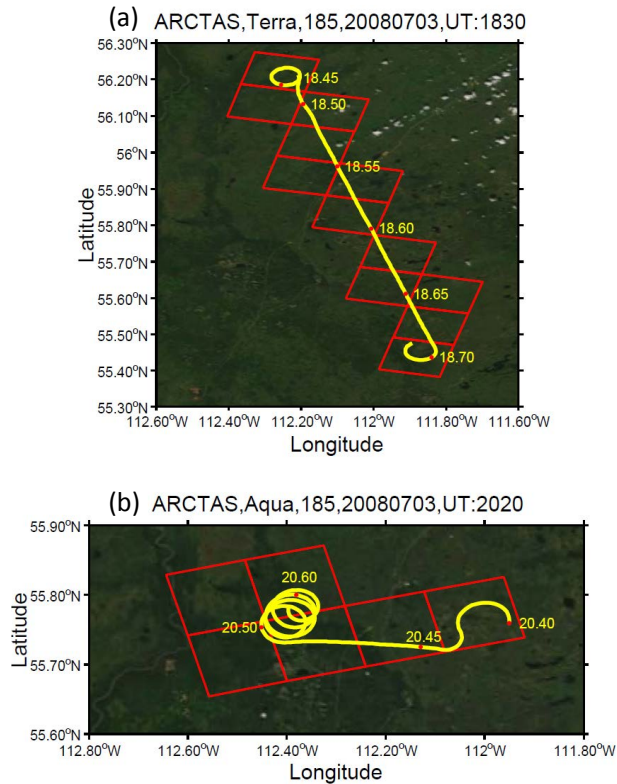 (a) ARCTAS,Terra,185,20080703,UT:1830
56.30°N
56.20°N
56.10°N
56°N
55.90°N
55.80°N
55.70°N
55.60°N
55.50°N
55.40°N
55.30°N
Latitude
18.45
18.50
18.55
18.60
18.65
18.70
112.60°W 112.40°W 112.20°W 112°W 111.80°W 111.60°W
Longitude
(b) ARCTAS,Aqua,185,20080703,UT:2020
55.90°N
55.80°N
55.70°N
55.60°N
Latitude
20.60
20.50
20.45
20.40
112.80°W 112.60°W 112.40°W 112.20°W 112°W 111.80°W
Longitude